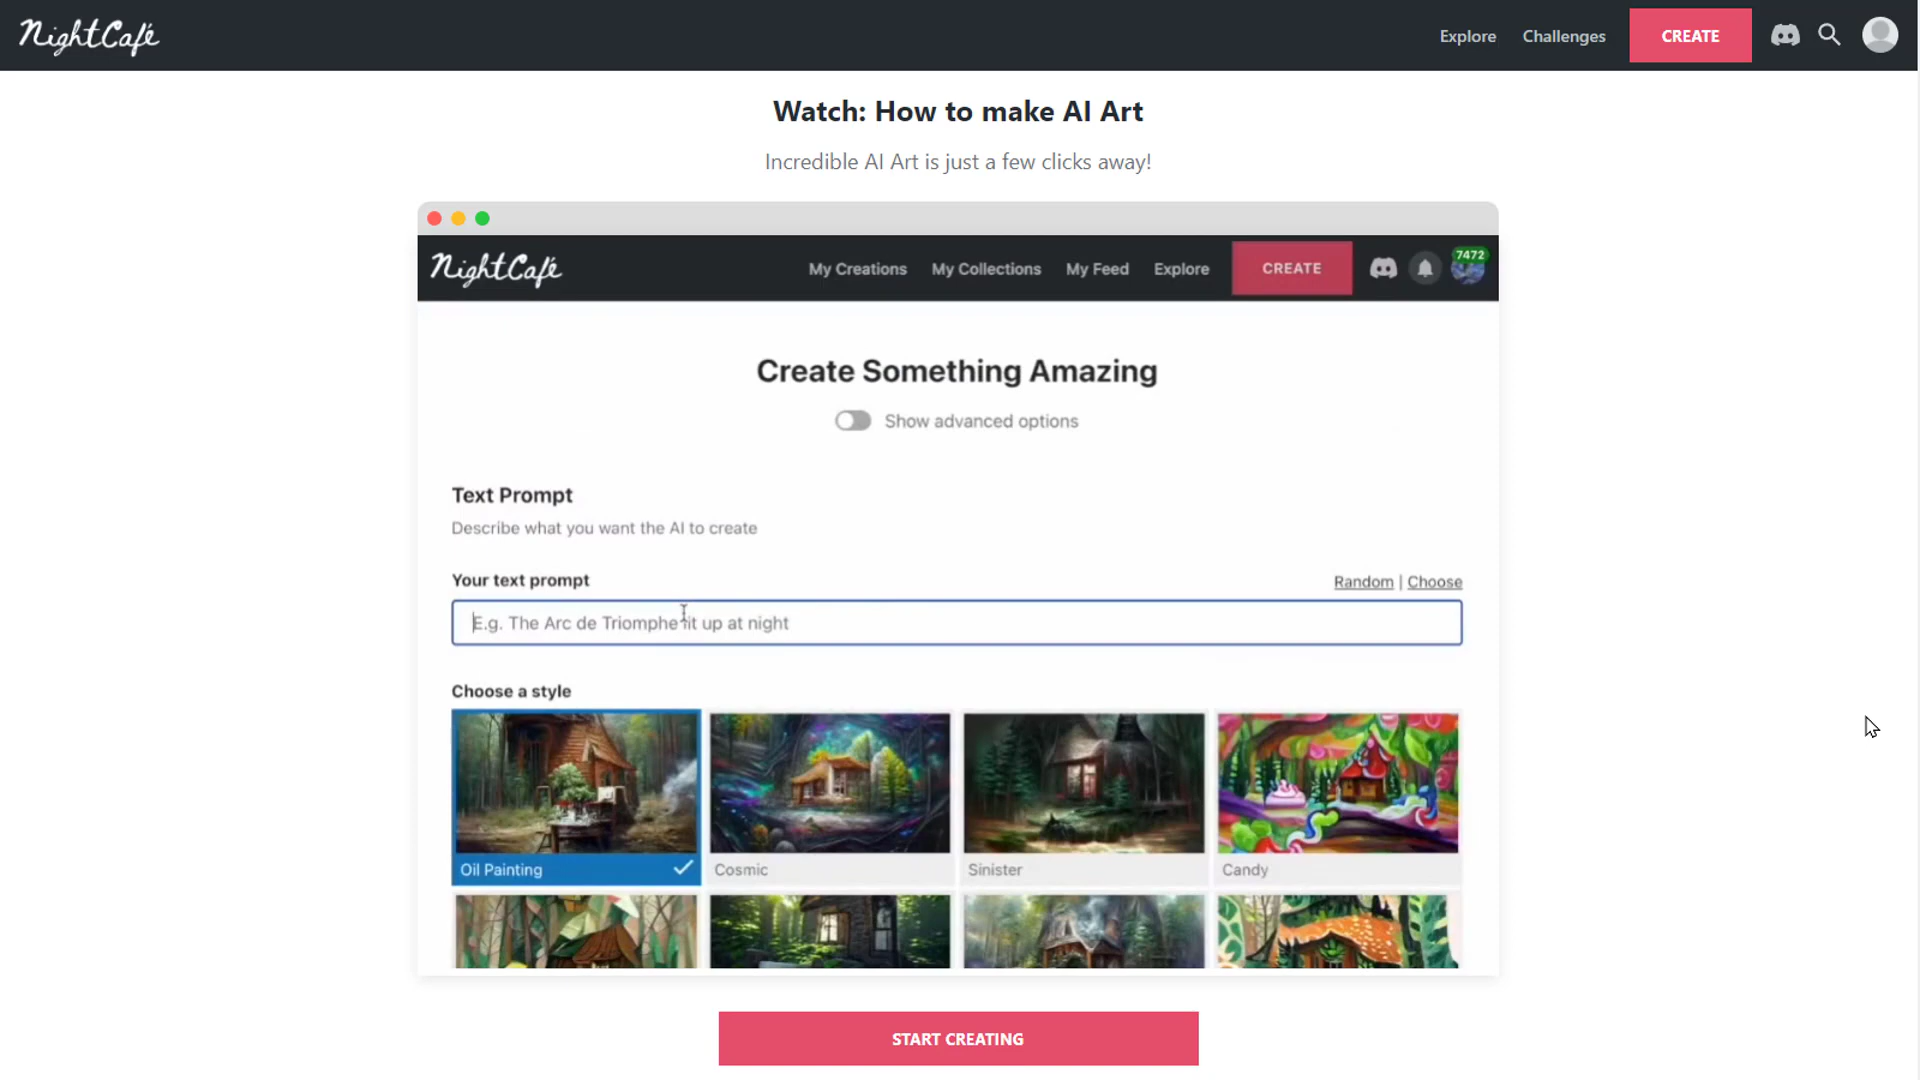 NightCafé
Explore Challenges CREATE
Watch: How to make AI Art
Incredible AI Art is just a few clicks away!
NightCafé
My Creations My Collections My Feed Explore CREATE 7472
Create Something Amazing
Show advanced options
Text Prompt
Describe what you want the AI to create
Your text prompt
Random | Choose
E.g. The Arc de Triomphe lit up at night
Choose a style
Oil Painting Cosmic Sinister Candy
START CREATING